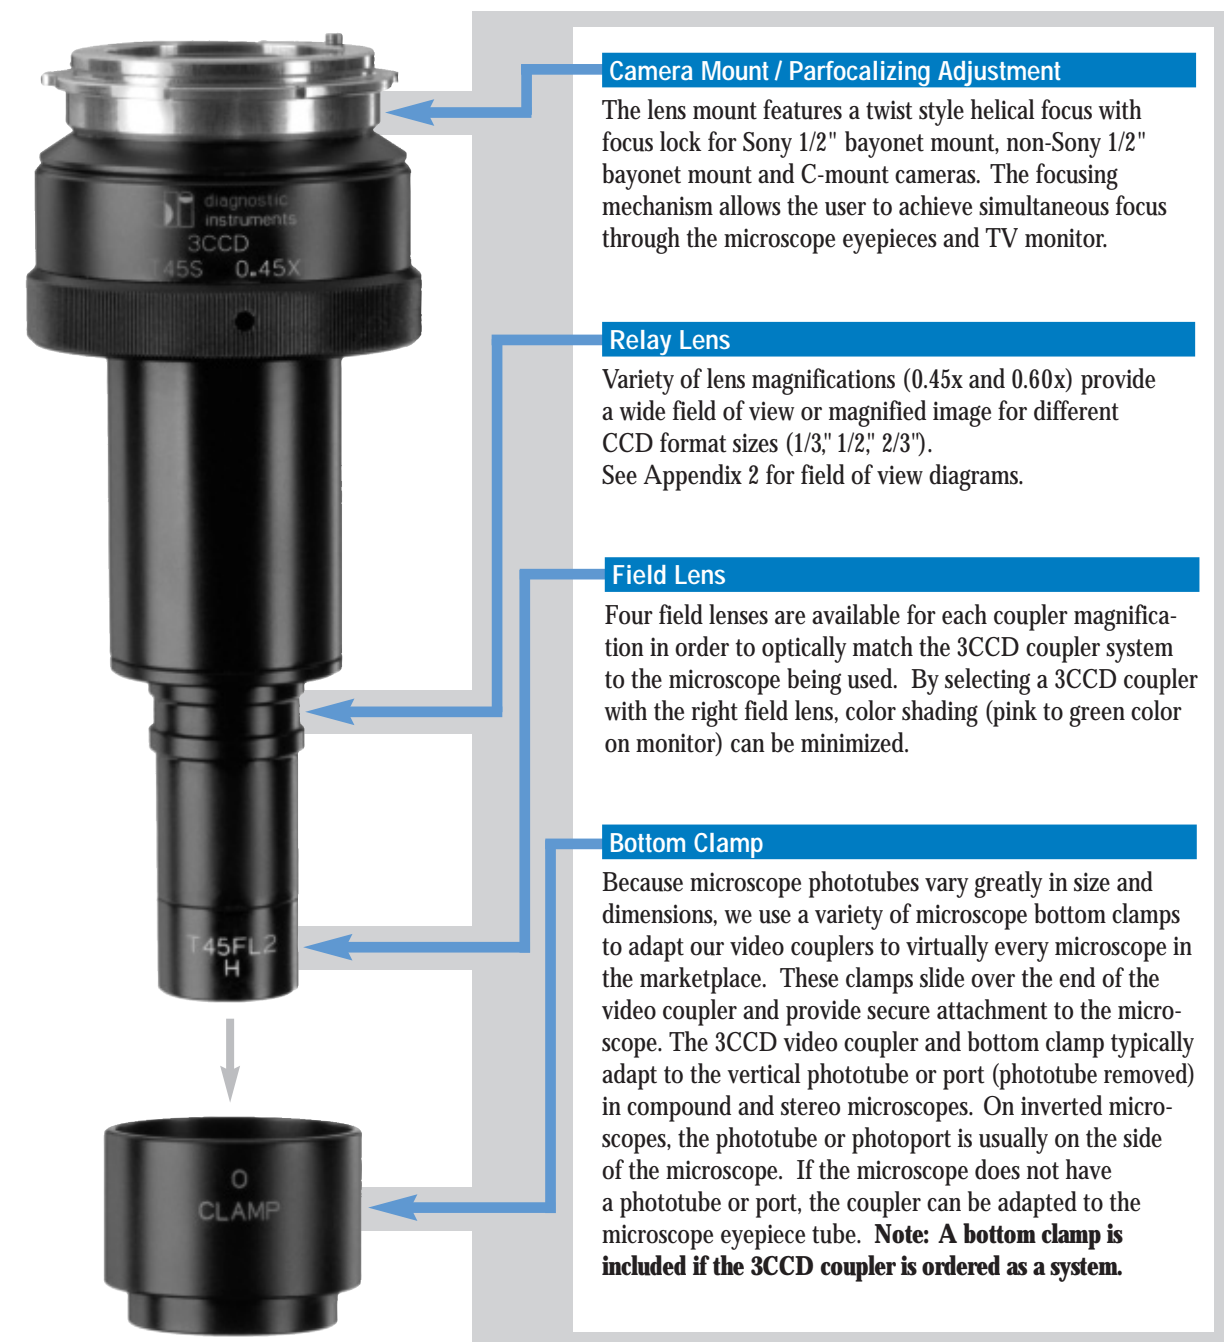 diagnostic
instruments
3CCD
T45S 0.45X
T45FL2
H
O
CLAMP
Camera Mount / Parfocalizing Adjustment
The lens mount features a twist style helical focus with
focus lock for Sony 1/2" bayonet mount, non-Sony 1/2"
bayonet mount and C-mount cameras. The focusing
mechanism allows the user to achieve simultaneous focus
through the microscope eyepieces and TV monitor.
Relay Lens
Variety of lens magnifications (0.45x and 0.60x) provide
a wide field of view or magnified image for different
CCD format sizes (1/3," 1/2," 2/3").
See Appendix 2 for field of view diagrams.
Field Lens
Four field lenses are available for each coupler magnifica-
tion in order to optically match the 3CCD coupler system
to the microscope being used. By selecting a 3CCD coupler
with the right field lens, color shading (pink to green color
on monitor) can be minimized.
Bottom Clamp
Because microscope phototubes vary greatly in size and
dimensions, we use a variety of microscope bottom clamps
to adapt our video couplers to virtually every microscope in
the marketplace. These clamps slide over the end of the
video coupler and provide secure attachment to the micro-
scope. The 3CCD video coupler and bottom clamp typically
adapt to the vertical phototube or port (phototube removed)
in compound and stereo microscopes. On inverted micro-
scopes, the phototube or photoport is usually on the side
of the microscope. If the microscope does not have
a phototube or port, the coupler can be adapted to the
microscope eyepiece tube. Note: A bottom clamp is
included if the 3CCD coupler is ordered as a system.